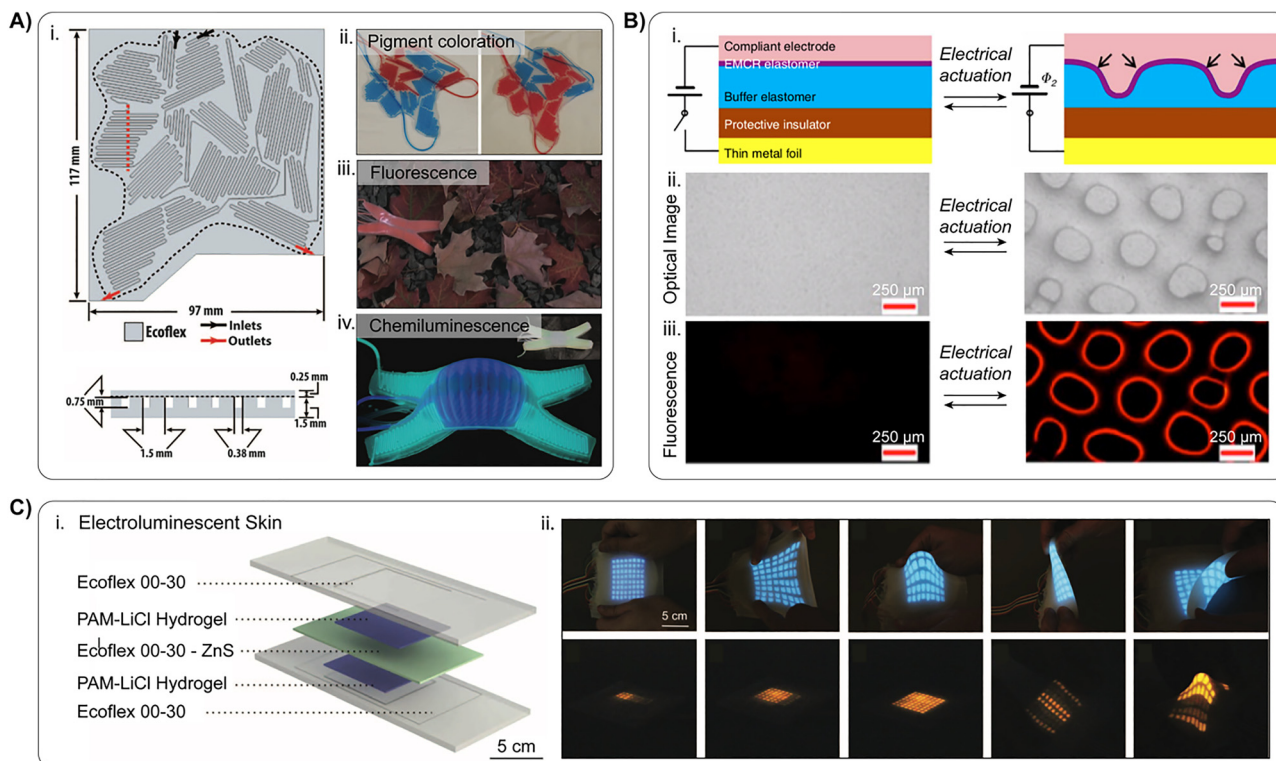 A)
i.
117 mm
97 mm
Ecoflex
Inlets
Outlets
0.25 mm
0.75 mm
1.5 mm
1.5 mm
0.38 mm
ii.
Pigment coloration
iii.
Fluorescence
iv.
Chemiluminescence
B)
i.
Compliant electrode
EMCR elastomer
Buffer elastomer
Protective insulator
Thin metal foil
Electrical
actuation
Φ2
ii.
Optical Image
Electrical
actuation
250 µm
250 µm
iii.
Fluorescence
Electrical
actuation
250 µm
250 µm
C)
i. Electroluminescent Skin
Ecoflex 00-30
PAM-LiCl Hydrogel
Ecoflex 00-30 - ZnS
PAM-LiCl Hydrogel
Ecoflex 00-30
5 cm
ii.
5 cm